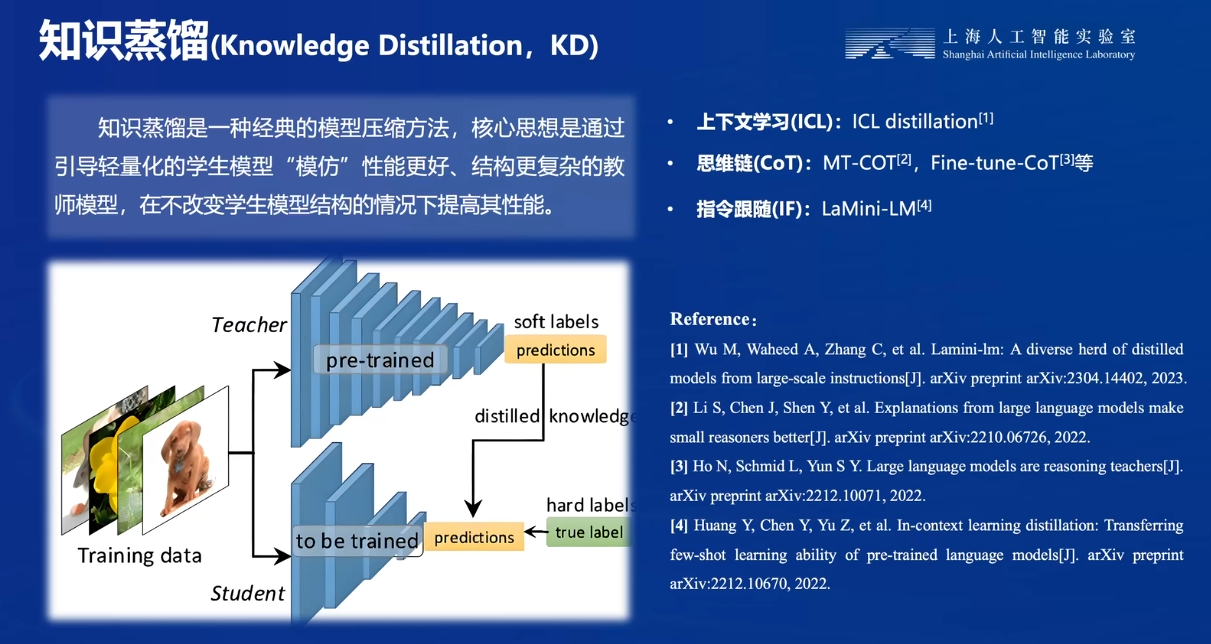 知识蒸馏(Knowledge Distillation，KD)
上海人工智能实验室
Shanghai Artificial Intelligence Laboratory
知识蒸馏是一种经典的模型压缩方法，核心思想是通过
引导轻量化的学生模型“模仿”性能更好、结构更复杂的教
师模型，在不改变学生模型结构的情况下提高其性能。
• 上下文学习(ICL)：ICL distillation[1]
• 思维链(CoT)：MT-COT[2]，Fine-tune-CoT[3]等
• 指令跟随(IF)：LaMini-LM[4]
Teacher
pre-trained
soft labels
predictions
distilled knowledge
Training data
to be trained
predictions
hard labels
true label
Student
Reference：
[1] Wu M, Waheed A, Zhang C, et al. Lamini-lm: A diverse herd of distilled
models from large-scale instructions[J]. arXiv preprint arXiv:2304.14402, 2023.
[2] Li S, Chen J, Shen Y, et al. Explanations from large language models make
small reasoners better[J]. arXiv preprint arXiv:2210.06726, 2022.
[3] Ho N, Schmid L, Yun S Y. Large language models are reasoning teachers[J].
arXiv preprint arXiv:2212.10071, 2022.
[4] Huang Y, Chen Y, Yu Z, et al. In-context learning distillation: Transferring
few-shot learning ability of pre-trained language models[J]. arXiv preprint
arXiv:2212.10670, 2022.